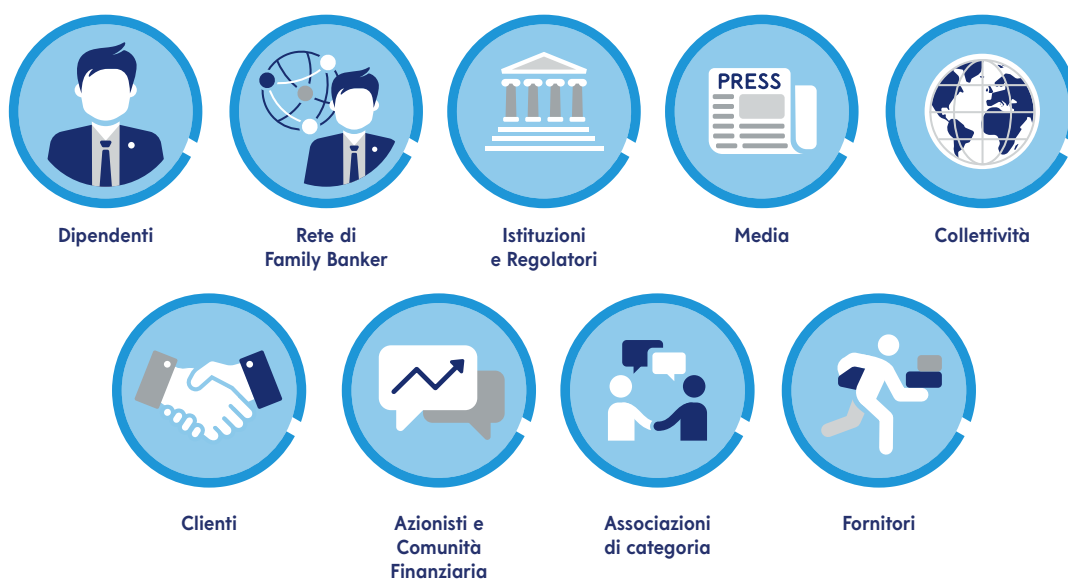 PRESS
Dipendenti
Rete di
Family Banker
Istituzioni
e Regolatori
Media
Collettività
Clienti
Azionisti e
Comunità
Finanziaria
Associazioni
di categoria
Fornitori